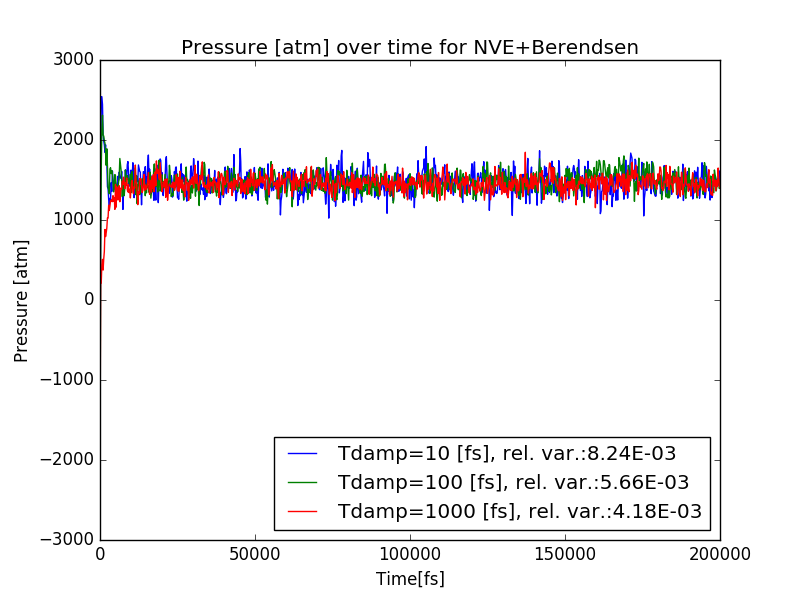 Pressure [atm] over time for NVE+Berendsen
3000
2000
1000
0
−1000
−2000
−3000
Pressure [atm]
Tdamp=10 [fs], rel. var.:8.24E-03
Tdamp=100 [fs], rel. var.:5.66E-03
Tdamp=1000 [fs], rel. var.:4.18E-03
0 50000 100000 150000 200000
Time[fs]